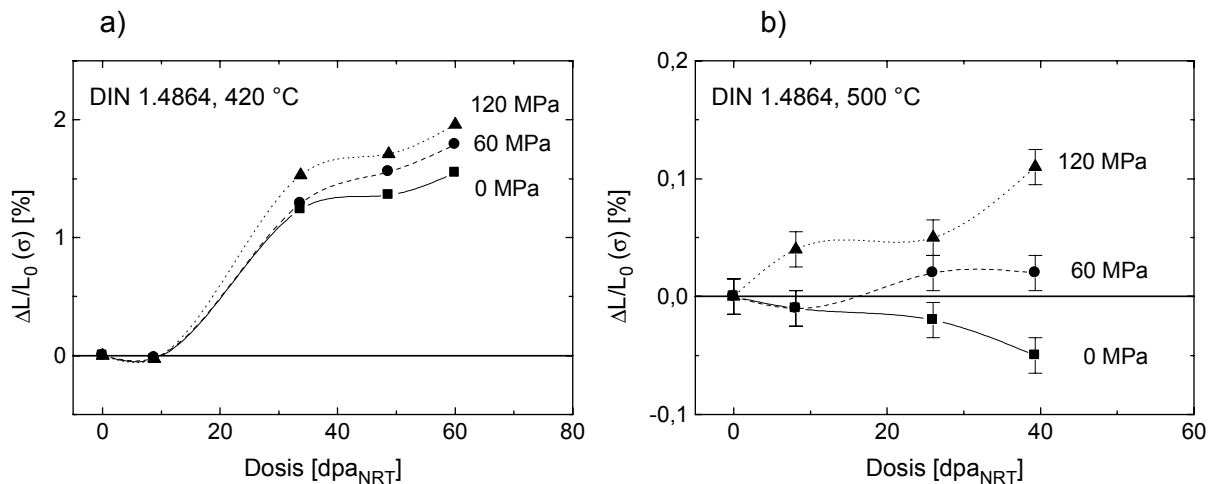 a)
DIN 1.4864, 420 °C
120 MPa
60 MPa
0 MPa
2
1
0
0 20 40 60 80
ΔL/L0 (σ) [%]
Dosis [dpaNRT]
b)
DIN 1.4864, 500 °C
120 MPa
60 MPa
0 MPa
0,2
0,1
0,0
-0,1
0 20 40 60
ΔL/L0 (σ) [%]
Dosis [dpaNRT]